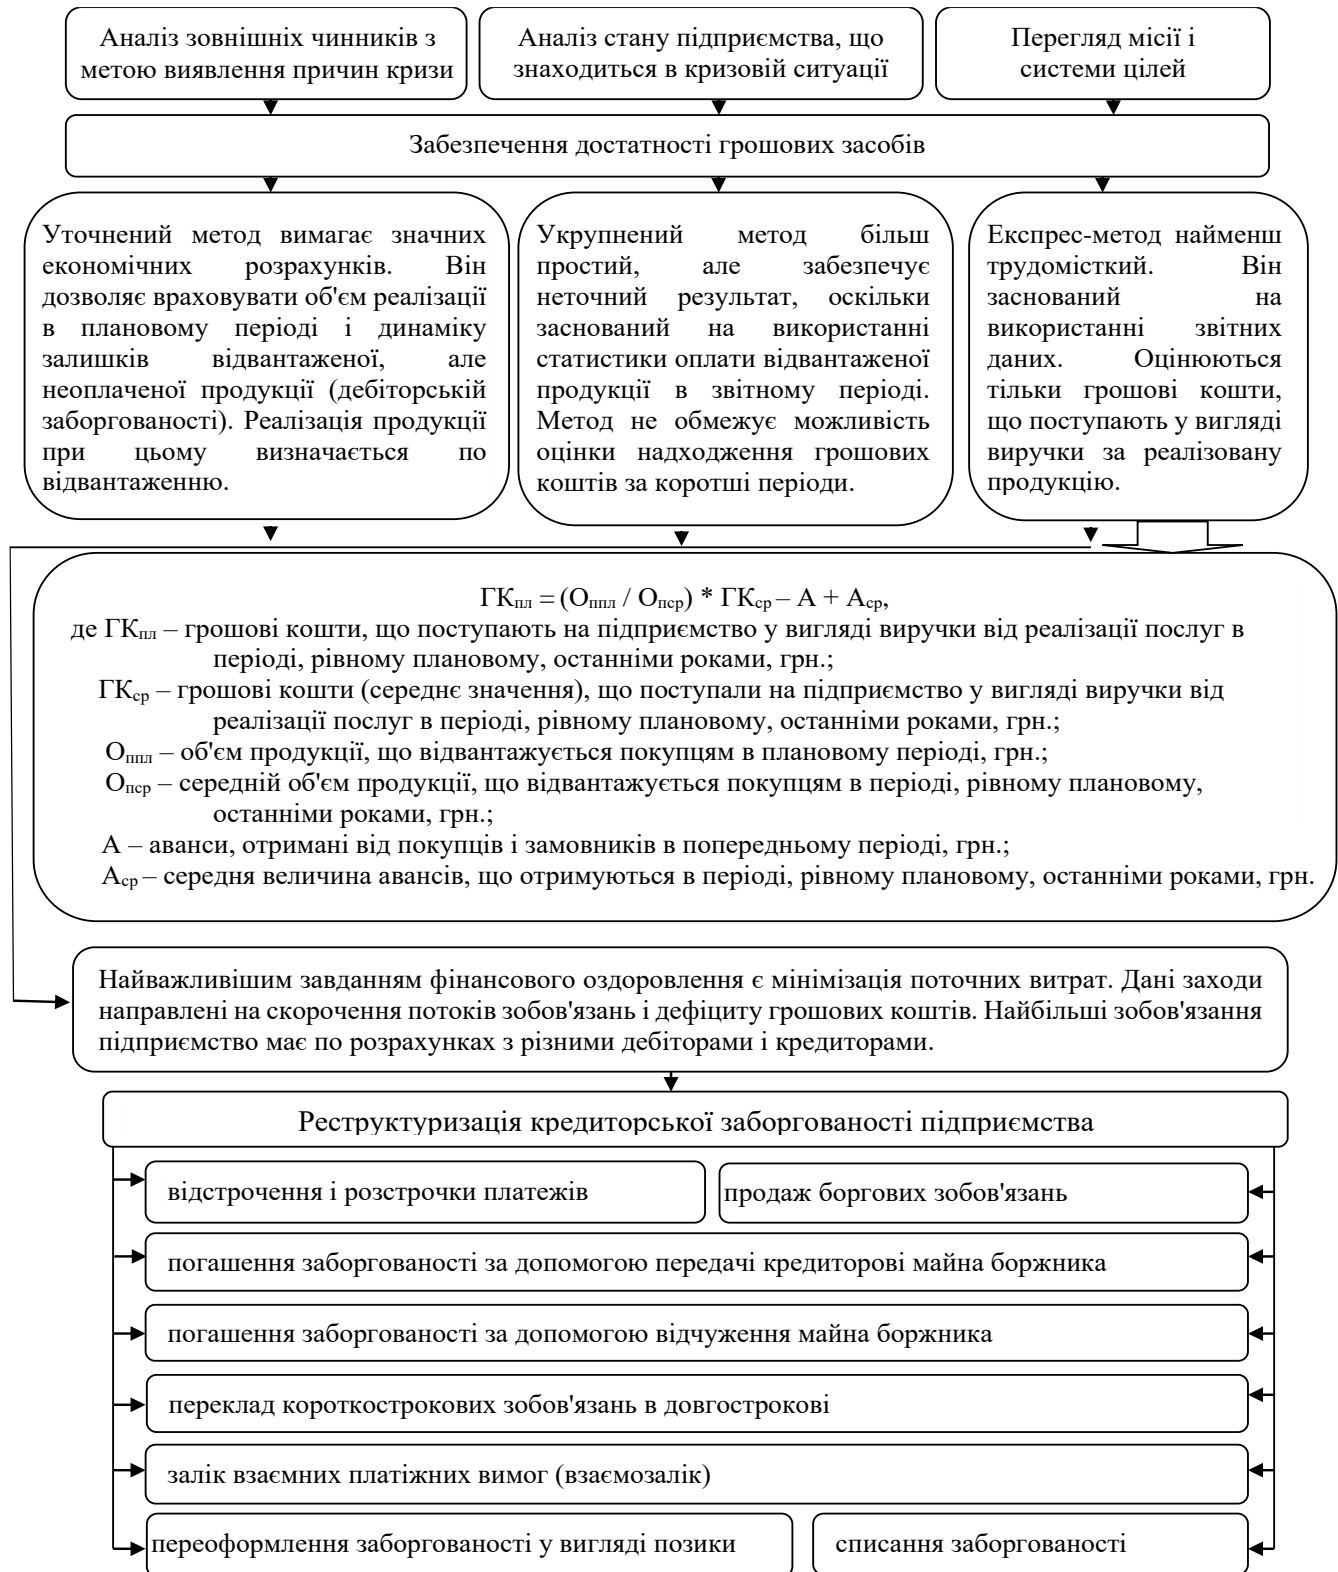 Аналіз зовнішніх чинників з
метою виявлення причин кризи
Аналіз стану підприємства, що
знаходиться в кризовій ситуації
Перегляд місії і
системи цілей
Забезпечення достатності грошових засобів
Уточнений метод вимагає значних
економічних розрахунків. Він
дозволяє враховувати об'єм реалізації
в плановому періоді і динаміку
залишків відвантаженої, але
неоплаченої продукції (дебіторській
заборгованості). Реалізація продукції
при цьому визначається по
відвантаженню.
Укрупнений метод більш
простий, але забезпечує
неточний результат, оскільки
заснований на використанні
статистики оплати відвантаженої
продукції в звітному періоді.
Метод не обмежує можливість
оцінки надходження грошових
коштів за коротші періоди.
Експрес-метод найменш
трудомісткий. Він
заснований на
використанні звітних
даних. Оцінюються
тільки грошові кошти,
що поступають у вигляді
виручки за реалізовану
продукцію.
ГКпл = (Оппл / Опср) * ГКср – А + Аср,
де ГКпл – грошові кошти, що поступають на підприємство у вигляді виручки від реалізації послуг в
періоді, рівному плановому, останніми роками, грн.;
ГКср – грошові кошти (середнє значення), що поступали на підприємство у вигляді виручки від
реалізації послуг в періоді, рівному плановому, останніми роками, грн.;
Оппл – об'єм продукції, що відвантажується покупцям в плановому періоді, грн.;
Опср – середній об'єм продукції, що відвантажується покупцям в періоді, рівному плановому,
останніми роками, грн.;
А – аванси, отримані від покупців і замовників в попередньому періоді, грн.;
Аср – середня величина авансів, що отримуються в періоді, рівному плановому, останніми роками, грн.
Найважливішим завданням фінансового оздоровлення є мінімізація поточних витрат. Дані заходи
направлені на скорочення потоків зобов'язань і дефіциту грошових коштів. Найбільші зобов'язання
підприємство має по розрахунках з різними дебіторами і кредиторами.
Реструктуризація кредиторської заборгованості підприємства
відстрочення і розстрочки платежів
продаж боргових зобов'язань
погашення заборгованості за допомогою передачі кредиторові майна боржника
погашення заборгованості за допомогою відчуження майна боржника
переклад короткострокових зобов'язань в довгострокові
залік взаємних платіжних вимог (взаємозалік)
переоформлення заборгованості у вигляді позики
списання заборгованості